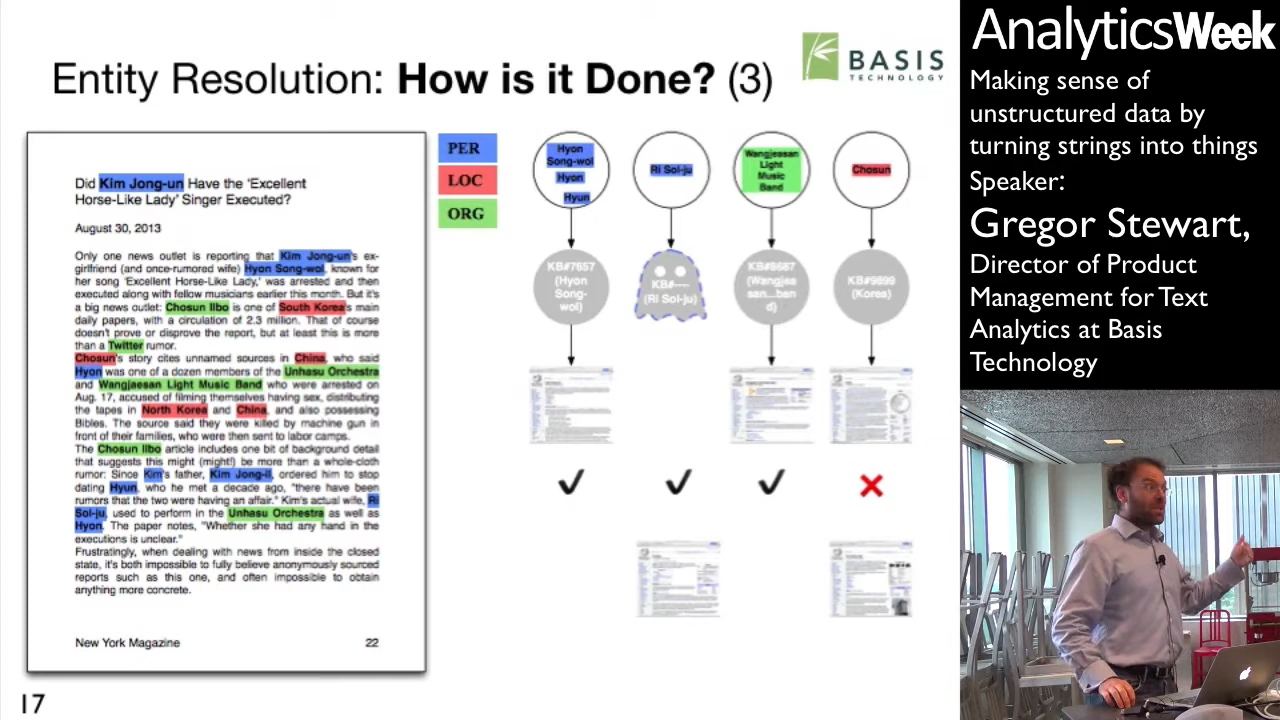 Entity Resolution: How is it Done? (3)
BASIS
TECHNOLOGY
Did Kim Jong-un Have the 'Excellent
Horse-Like Lady' Singer Executed?
August 30, 2013
Only one news outlet is reporting that Kim Jong-un's ex-
girlfriend (and once-rumored wife) Hyon Song-wol, known for
her song 'Excellent Horse-Like Lady,' was arrested and then
executed along with fellow musicians earlier this month. But it's
a big news outlet: Chosun Ilbo is one of South Korea's main
daily papers, with a circulation of 2.3 million. That of course
doesn't prove or disprove the report, but at least this is more
than a Twitter rumor.
Chosun's story cites unnamed sources in China, who said
Hyon was one of a dozen members of the Unhasu Orchestra
and Wangjaesan Light Music Band who were arrested on
Aug. 17, accused of filming themselves having sex, distributing
the tapes in North Korea and China, and also possessing
Bibles. The source said they were killed by machine gun in
front of their families, who were then sent to labor camps.
The Chosun Ilbo article includes one bit of background detail
that suggests this might (might!) be more than a whole-cloth
rumor: Since Kim's father, Kim Jong-il, ordered him to stop
dating Hyun, who he met a decade ago, "there have been
rumors that the two were having an affair." Kim's actual wife, Ri
Sol-ju, used to perform in the Unhasu Orchestra as well as
Hyon. The paper notes, "Whether she had any hand in the
executions is unclear."
Frustratingly, when dealing with news from inside the closed
state, it's both impossible to fully believe anonymously sourced
reports such as this one, and often impossible to obtain
anything more concrete.
New York Magazine 22
PER
LOC
ORG
Hyon
Song-wol
Hyon
Hyun
Ri Sol-ju
Wangjaesan
Light
Music
Band
Chosun
KB#7657
(Hyon
Song-
wol)
KB#----
(Ri Sol-ju)
KB#8687
(Wangjea
san...ban
d)
KB#9899
(Korea)
17
AnalyticsWeek
Making sense of
unstructured data by
turning strings into things
Speaker:
Gregor Stewart,
Director of Product
Management for Text
Analytics at Basis
Technology